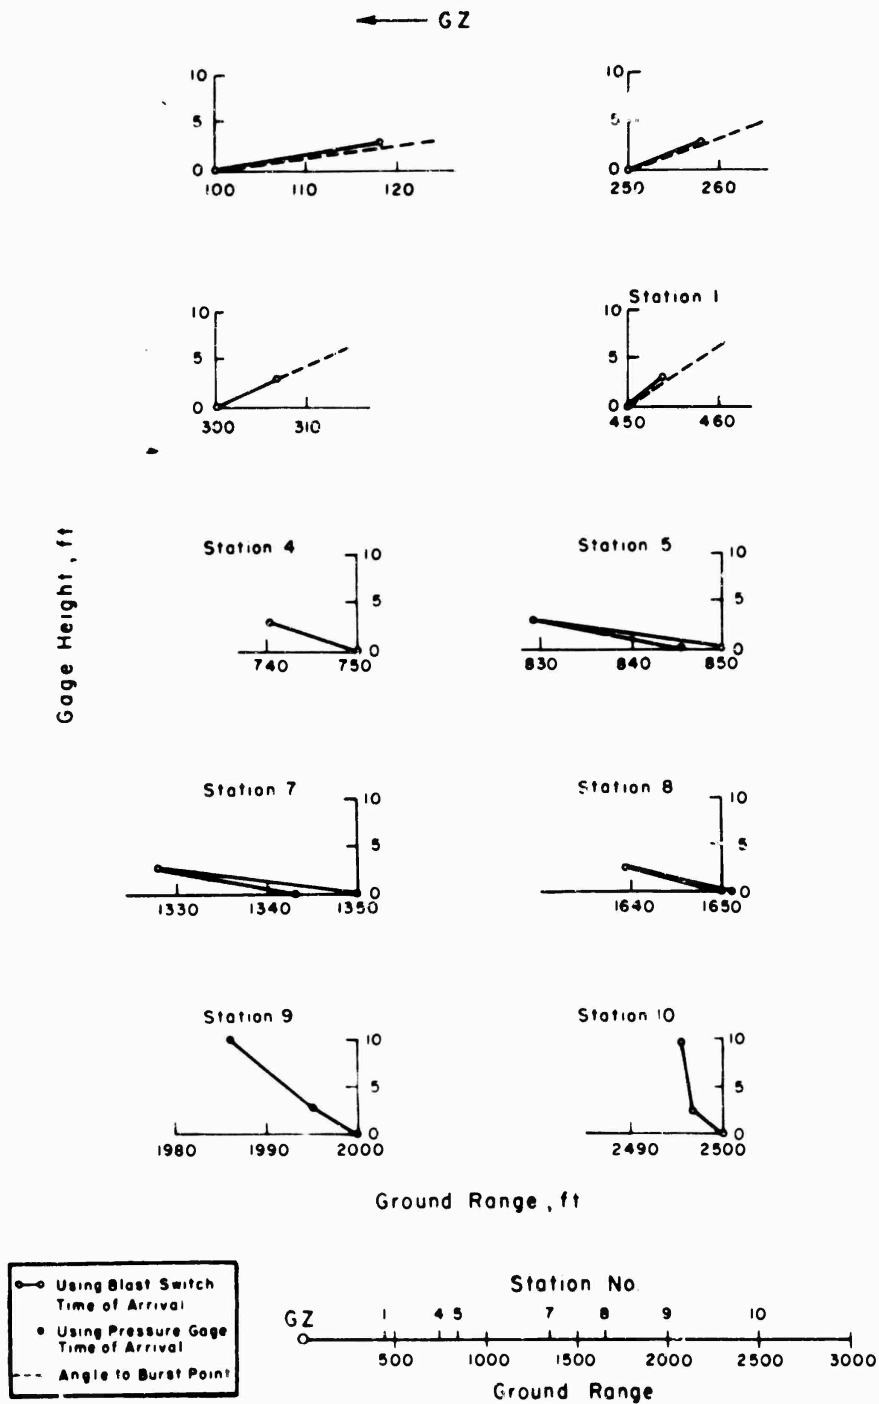 GZ
10
5
0
100 110 120
10
5
0
250 260
10
5
0
300 310
Station 1
10
5
0
450 460
Gage Height, ft
Station 4
10
5
0
740 750
Station 5
10
5
0
830 840 850
Station 7
10
5
0
1330 1340 1350
Station 8
10
5
0
1640 1650
Station 9
10
5
0
1980 1990 2000
Station 10
10
5
0
2490 2500
Ground Range, ft
Using Blast Switch
Time of Arrival
Using Pressure Gage
Time of Arrival
Angle to Burst Point
Station No.
GZ 1 4 5 7 8 9 10
500 1000 1500 2000 2500 3000
Ground Range